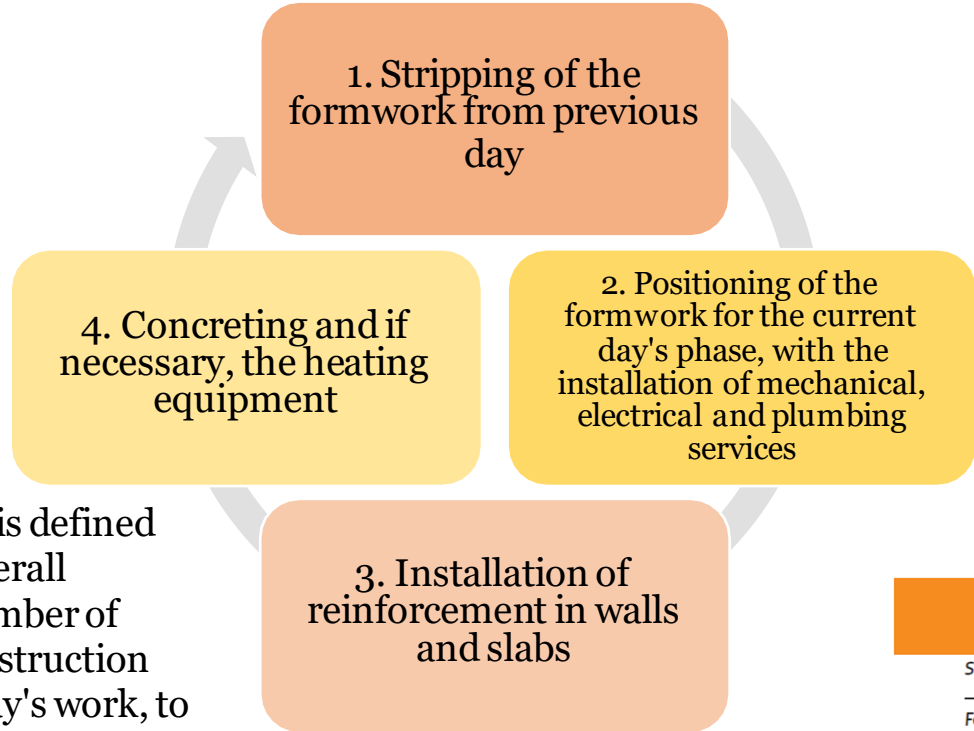 1. Stripping of the
formwork from previous
day
2. Positioning of the
formwork for the current
day's phase, with the
installation of mechanical,
electrical and plumbing
services
3. Installation of
reinforcement in walls
and slabs
4. Concreting and if
necessary, the heating
equipment
is defined
erall
mber of
struction
y's work, to
S
F